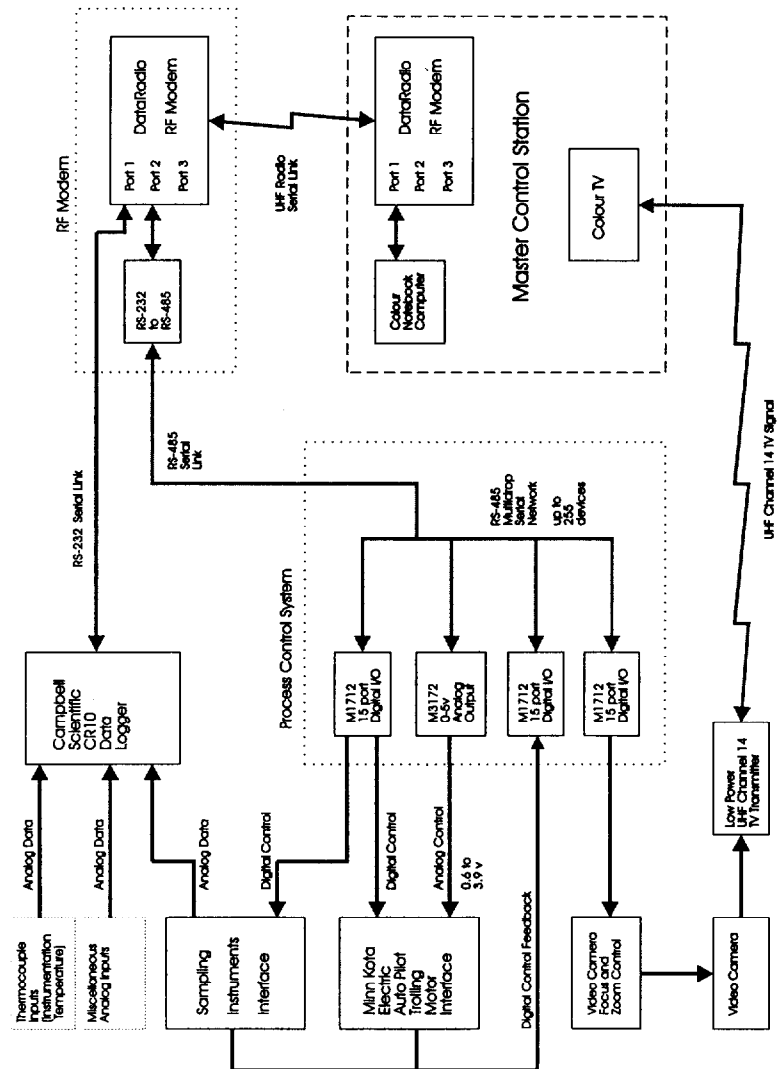 Thermocouple
Inputs
(Instrumentation
Temperature)
Analog Data
Miscellaneous
Analog Inputs
Analog Data
Campbell
Scientific
CR10
Data
Logger
RS-232 Serial Link
RF Modem
DataRadio
RF Modem
Port 1
Port 2
Port 3
RS-232
to
RS-485
Sampling
Instruments
Interface
Analog Data
Digital Control
RS-485
Serial
Link
UHF Radio
Serial Link
Process Control System
M1712
15 port
Digital I/O
M3172
0-5v
Analog
Output
M1712
15 port
Digital I/O
M1712
15 port
Digital I/O
RS-485
Multidrop
Serial
Network
up to
255
devices
Minn Kota
Electric
Auto Pilot
Trolling
Motor
Interface
Digital Control
Analog Control
0.6 to
3.9 v
Digital Control Feedback
DataRadio
RF Modem
Port 1
Port 2
Port 3
Colour
Notebook
Computer
Master Control Station
Colour TV
Video Camera
Focus and
Zoom Control
Video Camera
Low Power
UHF Channel 14
TV Transmitter
UHF Channel 14 TV Signal